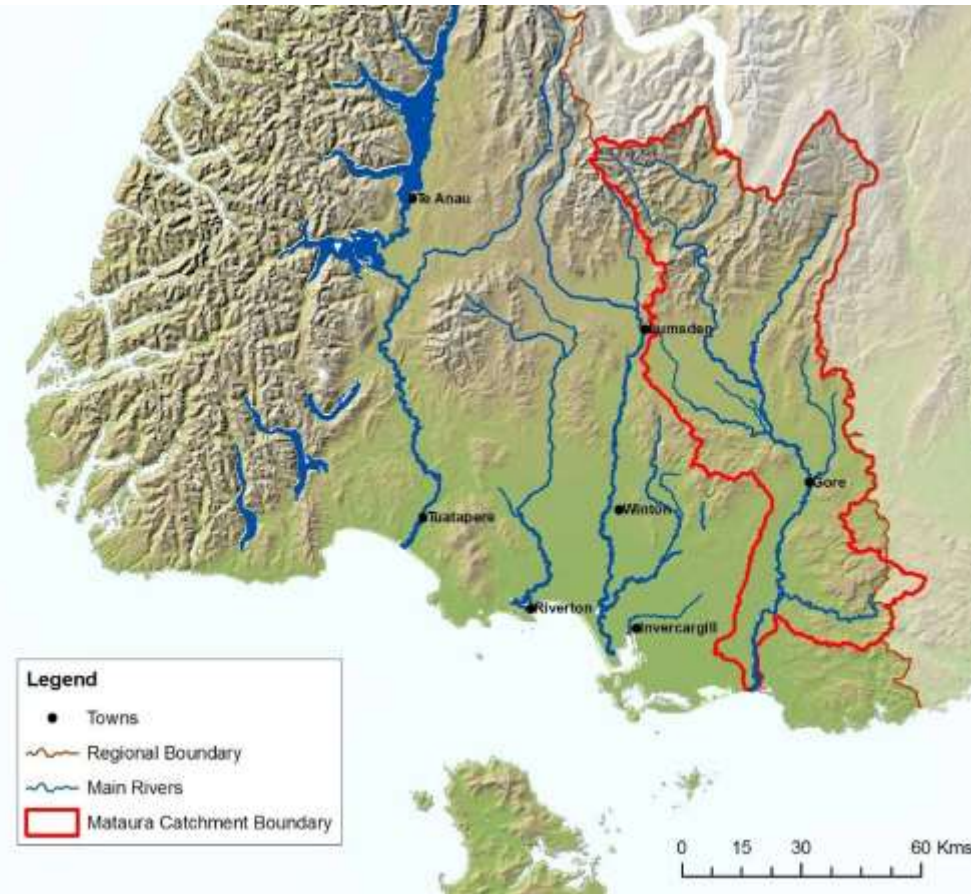 Te Anau
Lumsden
Gore
Winton
Tuatapere
Riverton
Invercargill
Legend
Towns
Regional Boundary
Main Rivers
Mataura Catchment Boundary
0 15 30 60 Kms